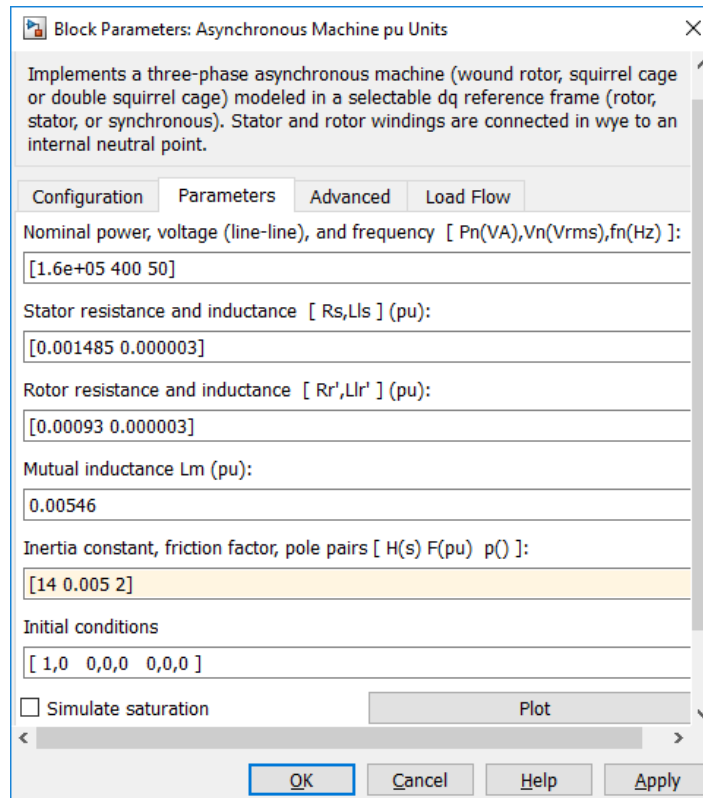 Block Parameters: Asynchronous Machine pu Units
Implements a three-phase asynchronous machine (wound rotor, squirrel cage
or double squirrel cage) modeled in a selectable dq reference frame (rotor,
stator, or synchronous). Stator and rotor windings are connected in wye to an
internal neutral point.
Configuration Parameters Advanced Load Flow
Nominal power, voltage (line-line), and frequency [ Pn(VA),Vn(Vrms),fn(Hz) ]:
[1.6e+05 400 50]
Stator resistance and inductance [ Rs,Lls ] (pu):
[0.001485 0.000003]
Rotor resistance and inductance [ Rr',Llr' ] (pu):
[0.00093 0.000003]
Mutual inductance Lm (pu):
0.00546
Inertia constant, friction factor, pole pairs [ H(s) F(pu) p() ]:
[14 0.005 2]
Initial conditions
[ 1,0 0,0,0 0,0,0 ]
Simulate saturation Plot
OK Cancel Help Apply